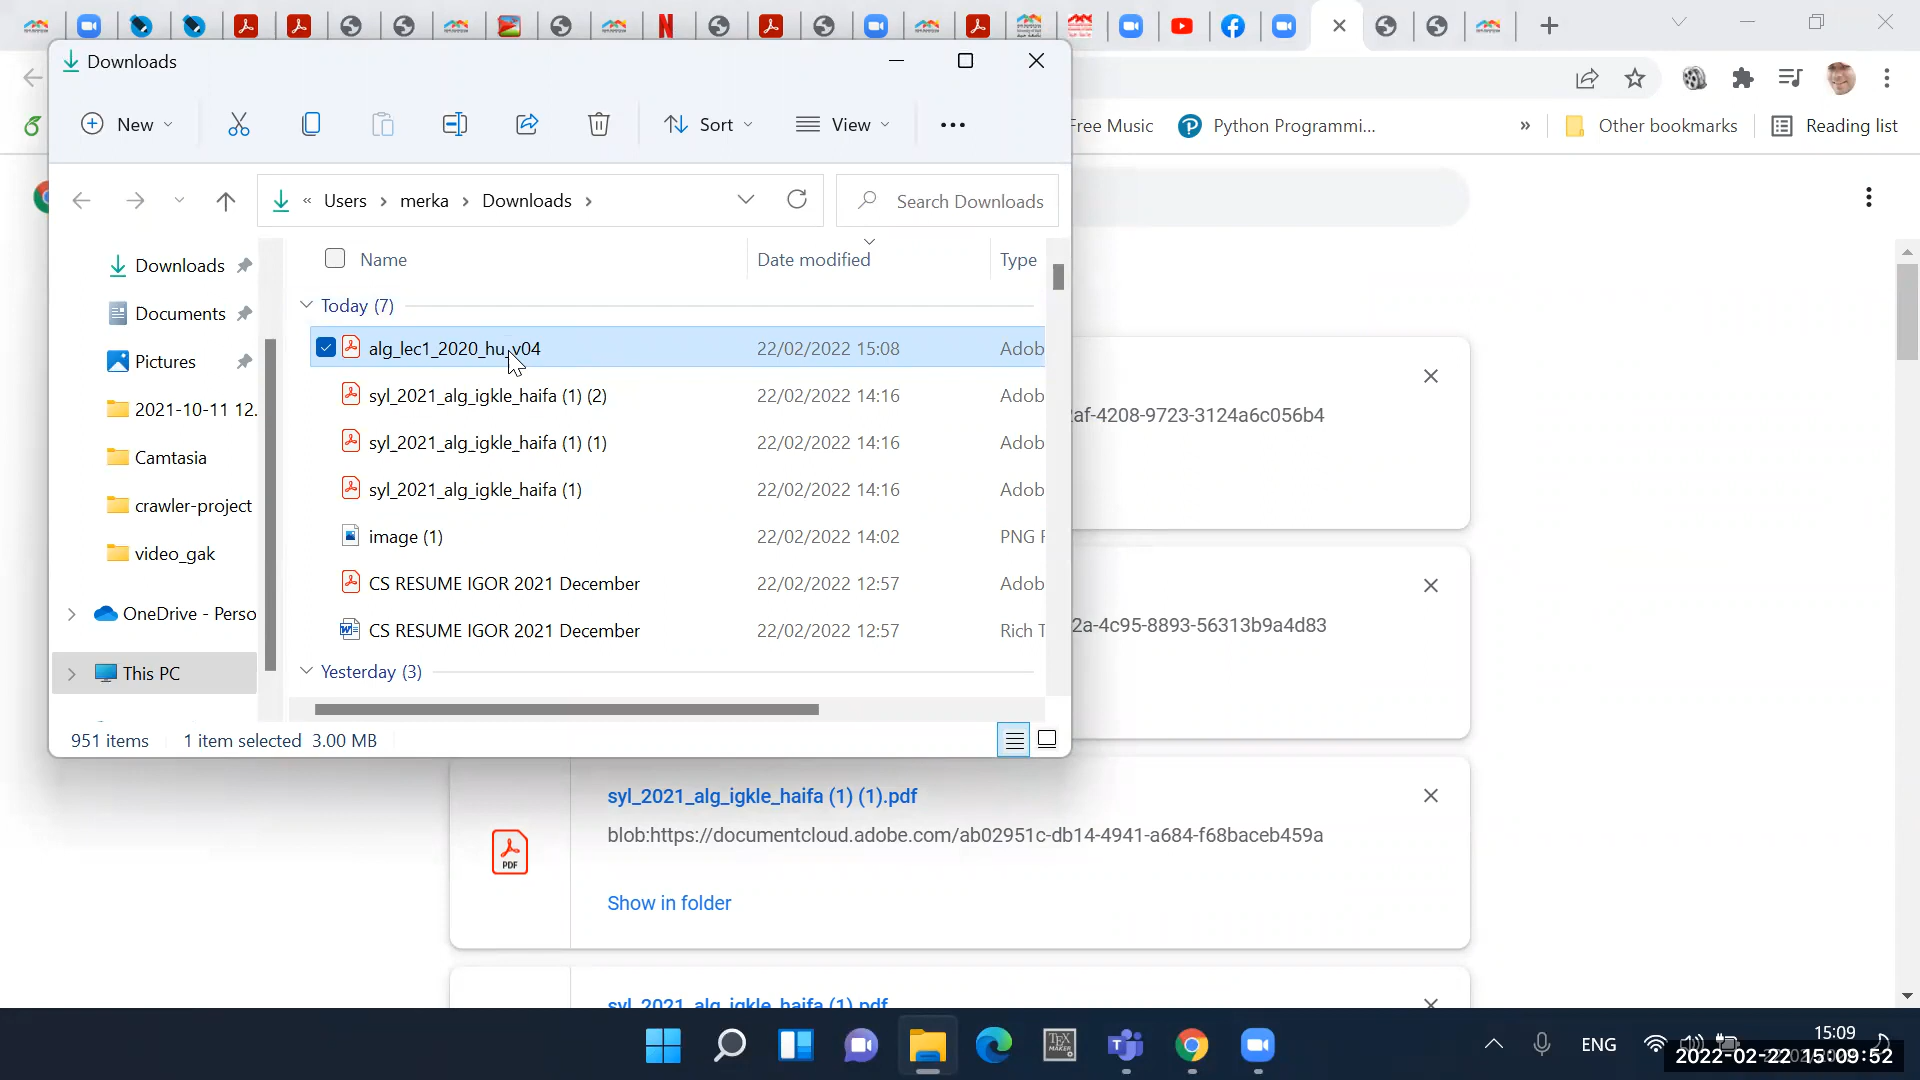 Downloads
New
Sort
View
Free Music
Python Programmi...
»
Other bookmarks
Reading list
« Users › merka › Downloads ›
Search Downloads
Name
Date modified
Type
Downloads
Documents
Pictures
2021-10-11 12.
Camtasia
crawler-project
video_gak
OneDrive - Perso
This PC
Today (7)
alg_lec1_2020_hu_v04 22/02/2022 15:08 Adob
syl_2021_alg_igkle_haifa (1) (2) 22/02/2022 14:16 Adob
syl_2021_alg_igkle_haifa (1) (1) 22/02/2022 14:16 Adob
syl_2021_alg_igkle_haifa (1) 22/02/2022 14:16 Adob
image (1) 22/02/2022 14:02 PNG F
CS RESUME IGOR 2021 December 22/02/2022 12:57 Adob
CS RESUME IGOR 2021 December 22/02/2022 12:57 Rich T
Yesterday (3)
951 items 1 item selected 3.00 MB
af-4208-9723-3124a6c056b4
2a-4c95-8893-56313b9a4d83
PDF
syl_2021_alg_igkle_haifa (1) (1).pdf
blob:https://documentcloud.adobe.com/ab02951c-db14-4941-a684-f68baceb459a
Show in folder
syl_2021_alg_igkle_haifa (1).pdf
TEX
MAKER
ENG
15:09
2022-02-22 15:09:52